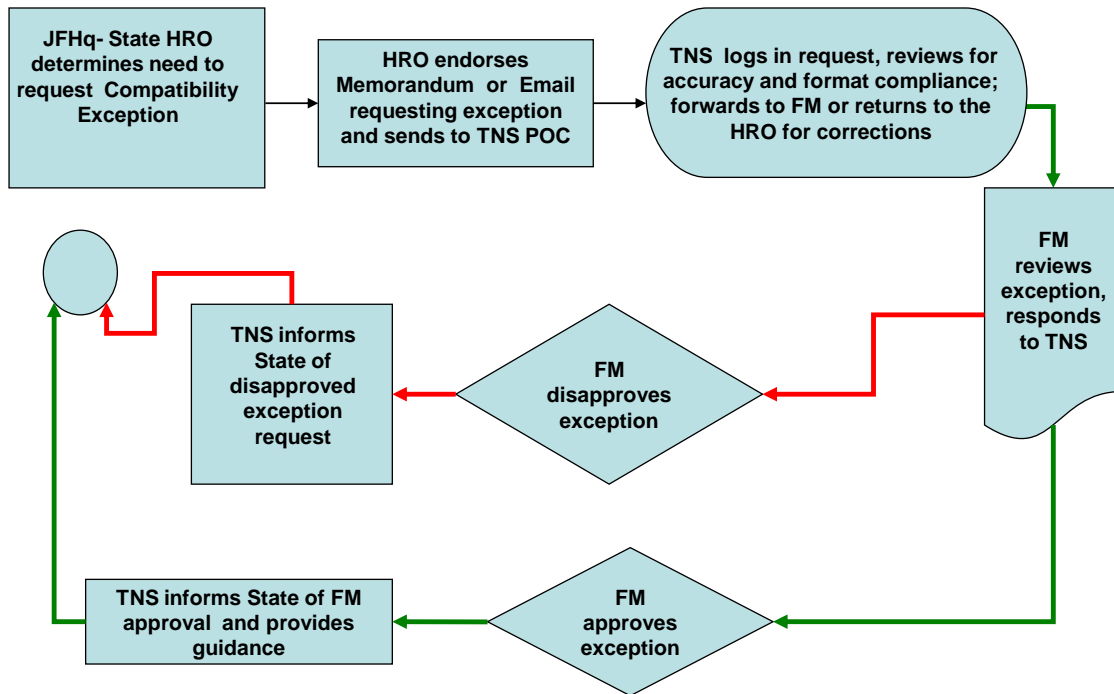 JFHq- State HRO
determines need to
request Compatibility
Exception
HRO endorses
Memorandum or Email
requesting exception
and sends to TNS POC
TNS logs in request, reviews for
accuracy and format compliance;
forwards to FM or returns to the
HRO for corrections
FM
reviews
exception,
responds
to TNS
FM
disapproves
exception
TNS informs
State of
disapproved
exception
request
FM
approves
exception
TNS informs State of FM
approval and provides
guidance